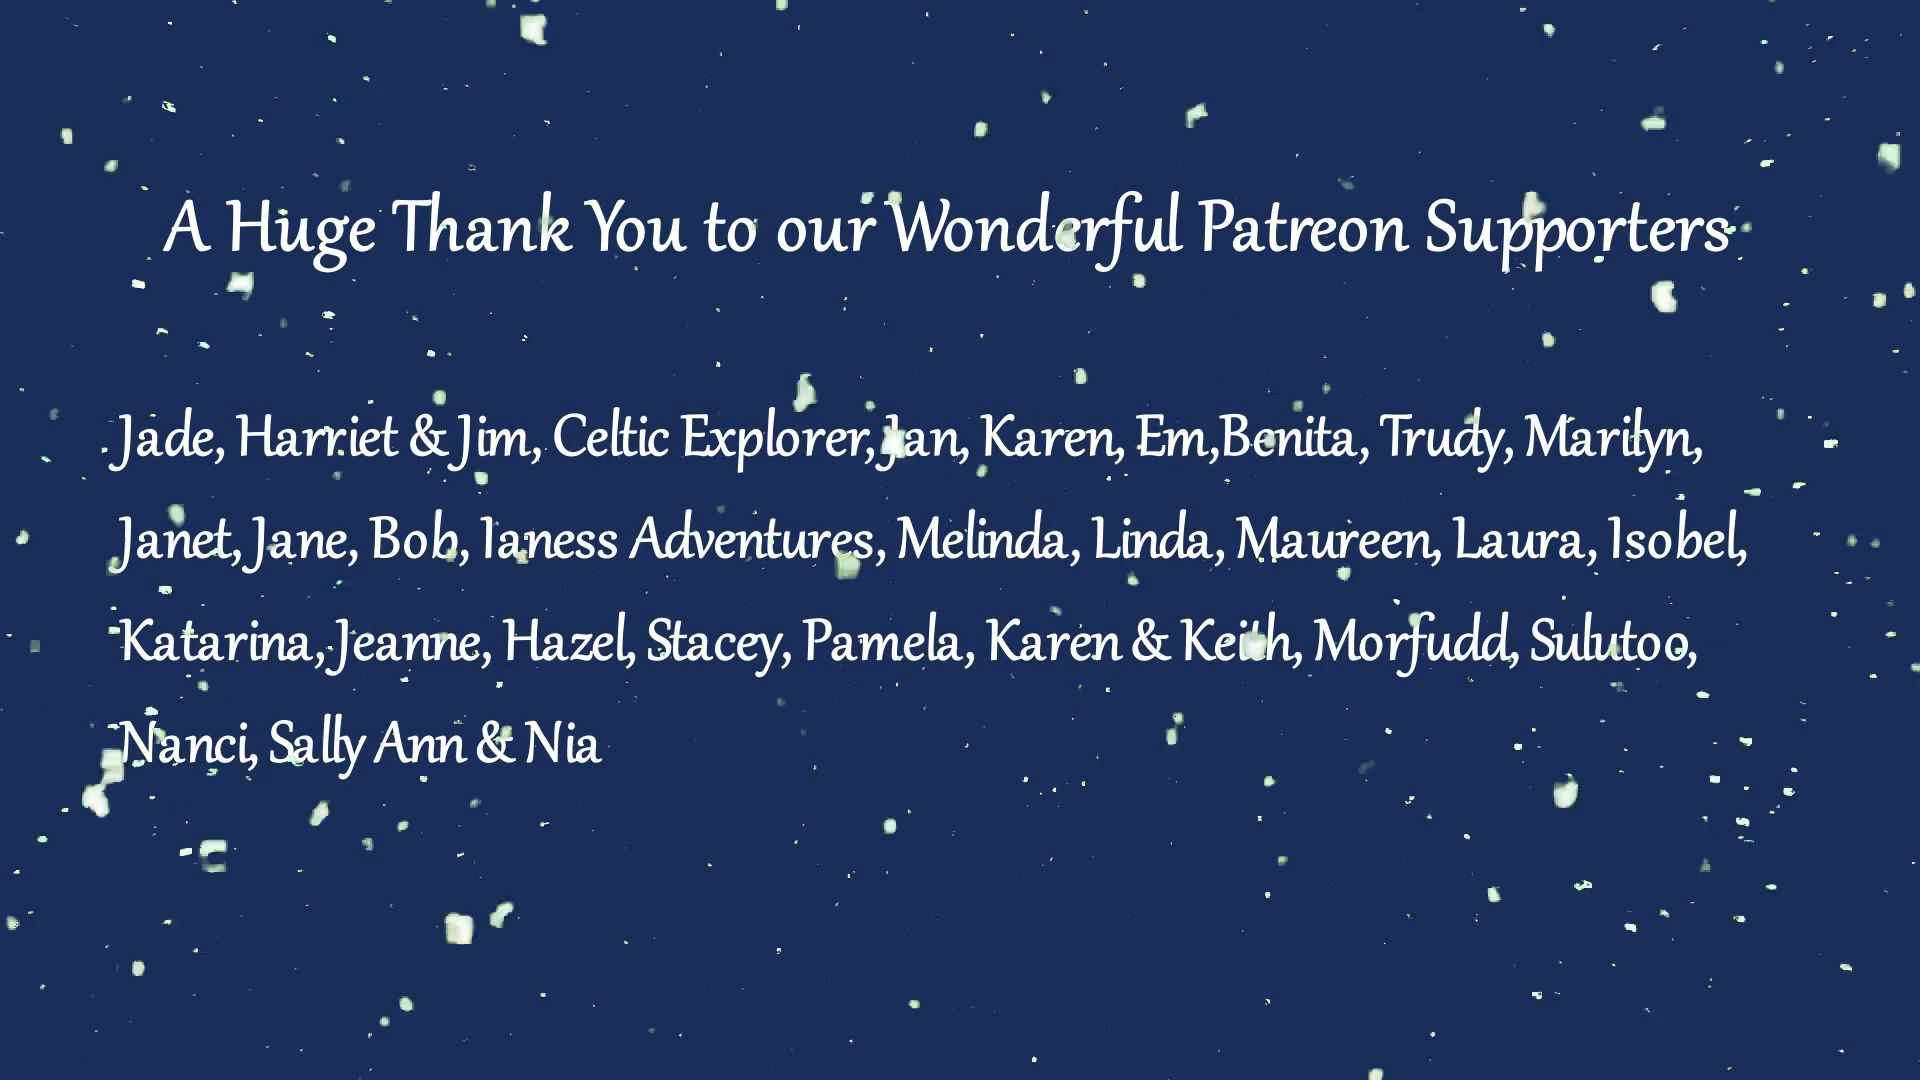 A Huge Thank You to our Wonderful Patreon Supporters
Jade, Harriet & Jim, Celtic Explorer, Jan, Karen, Em,Benita, Trudy, Marilyn,
Janet, Jane, Bob, Ianess Adventures, Melinda, Linda, Maureen, Laura, Isobel,
Katarina, Jeanne, Hazel, Stacey, Pamela, Karen & Keith, Morfudd, Sulutoo,
Nanci, Sally Ann & Nia